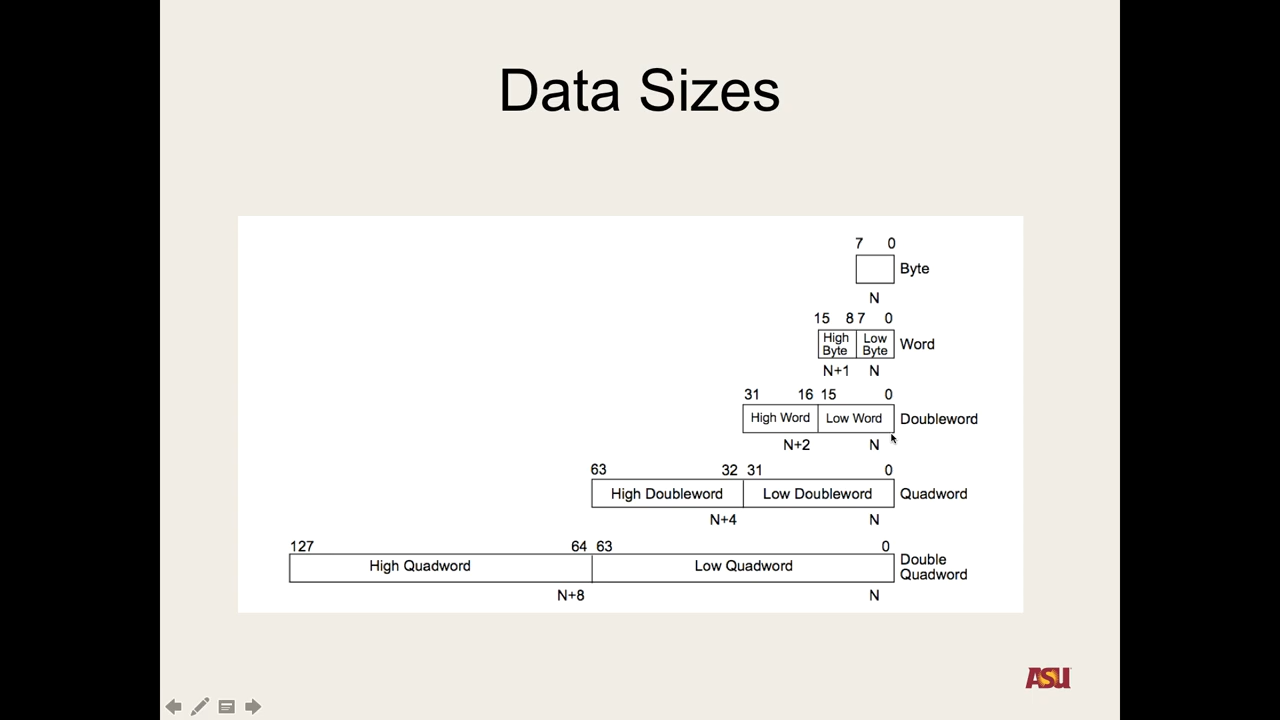 Data Sizes
7 0
Byte
N
15 8 7 0
High Byte Low Byte Word
N+1 N
31 16 15 0
High Word Low Word Doubleword
N+2 N
63 32 31 0
High Doubleword Low Doubleword Quadword
N+4 N
127 64 63 0
High Quadword Low Quadword Double Quadword
N+8 N
ASU